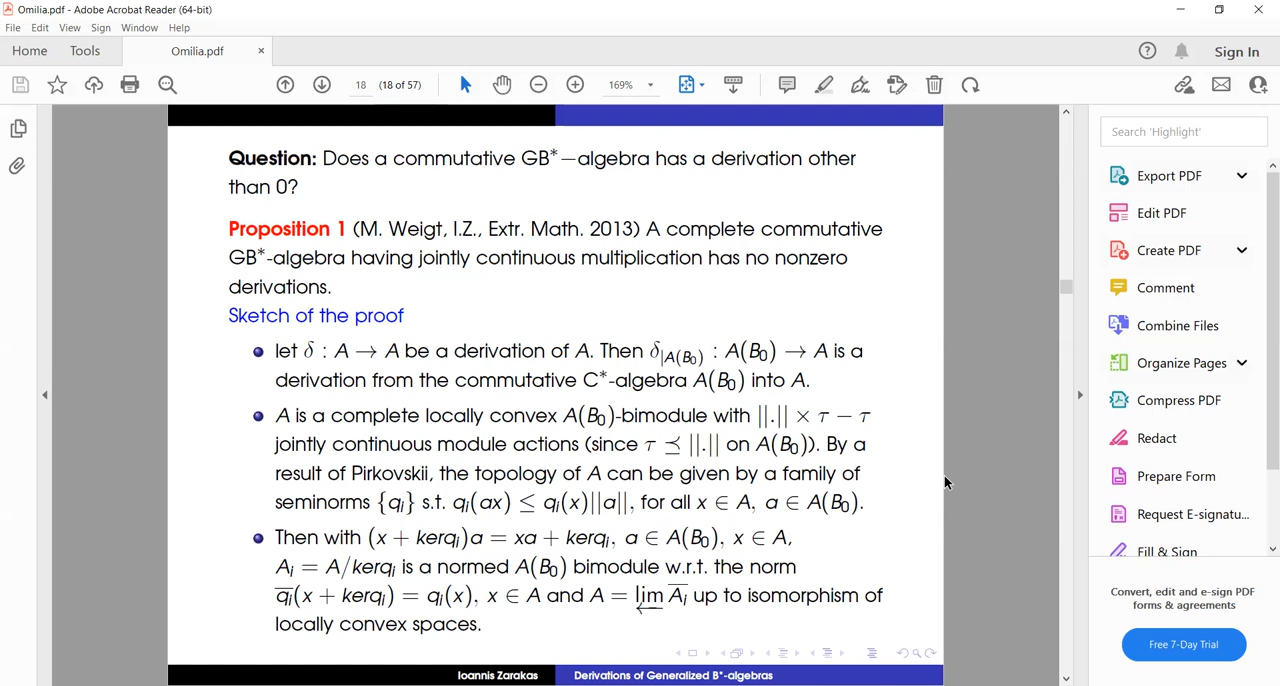 Omilia.pdf - Adobe Acrobat Reader (64-bit)
File Edit View Sign Window Help
Home Tools Omilia.pdf × Sign In
18 (18 of 57) 169%
Search 'Highlight'
Question: Does a commutative GB*−algebra has a derivation other
than 0?
Proposition 1 (M. Weigt, I.Z., Extr. Math. 2013) A complete commutative
GB*-algebra having jointly continuous multiplication has no nonzero
derivations.
Sketch of the proof
let δ : A → A be a derivation of A. Then δ|A(B₀) : A(B₀) → A is a
derivation from the commutative C*-algebra A(B₀) into A.
A is a complete locally convex A(B₀)-bimodule with ||.|| × τ − τ
jointly continuous module actions (since τ ⪯ ||.|| on A(B₀)). By a
result of Pirkovskii, the topology of A can be given by a family of
seminorms {qᵢ} s.t. qᵢ(ax) ≤ qᵢ(x)||a||, for all x ∈ A, a ∈ A(B₀).
Then with (x + kerqᵢ)a = xa + kerqᵢ, a ∈ A(B₀), x ∈ A,
Aᵢ = A/kerqᵢ is a normed A(B₀) bimodule w.r.t. the norm
q̅ᵢ(x + kerqᵢ) = qᵢ(x), x ∈ A and A = lim← A̅ᵢ up to isomorphism of
locally convex spaces.
Ioannis Zarakas Derivations of Generalized B*-algebras
Export PDF
Edit PDF
Create PDF
Comment
Combine Files
Organize Pages
Compress PDF
Redact
Prepare Form
Request E-signatu...
Fill & Sign
Convert, edit and e-sign PDF
forms & agreements
Free 7-Day Trial